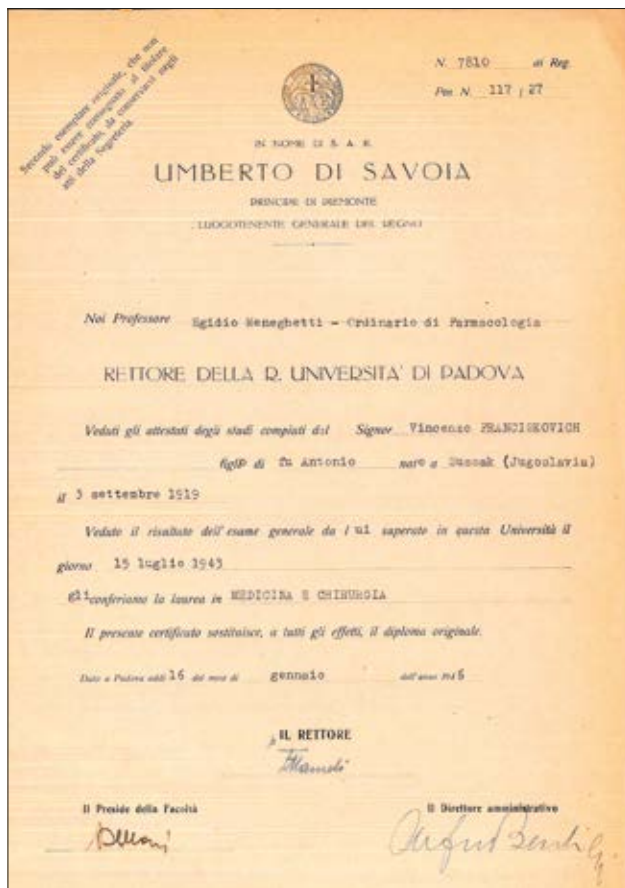 Secondo esemplare originale, che non
può essere consegnato al titolare
del certificato, da conservarsi negli
atti della Segreteria.
N. 7810 di Reg.
Pos N. 117 / 27
IN NOME DI S. A. R.
UMBERTO DI SAVOIA
PRINCIPE DI PIEMONTE
LUOGOTENENTE GENERALE DEL REGNO
Noi Professore Egidio Meneghetti - Ordinario di Farmacologia
RETTORE DELLA R. UNIVERSITA' DI PADOVA
Veduti gli attestati degli studi compiuti dal Signor Vincenzo FRANCISKOVICH
figlio di fu Antonio nato a Sussak (Jugoslavia)
il 3 settembre 1919
Veduto il risultato dell'esame generale da lui superato in questa Università il
giorno 15 luglio 1943
gli conferiamo la laurea in MEDICINA E CHIRURGIA
Il presente certificato sostituisce, a tutti gli effetti, il diploma originale.
Dato a Padova addì 16 del mese di gennaio dell'anno 1946
p. IL RETTORE
Il Preside della Facoltà
Il Direttore amministrativo